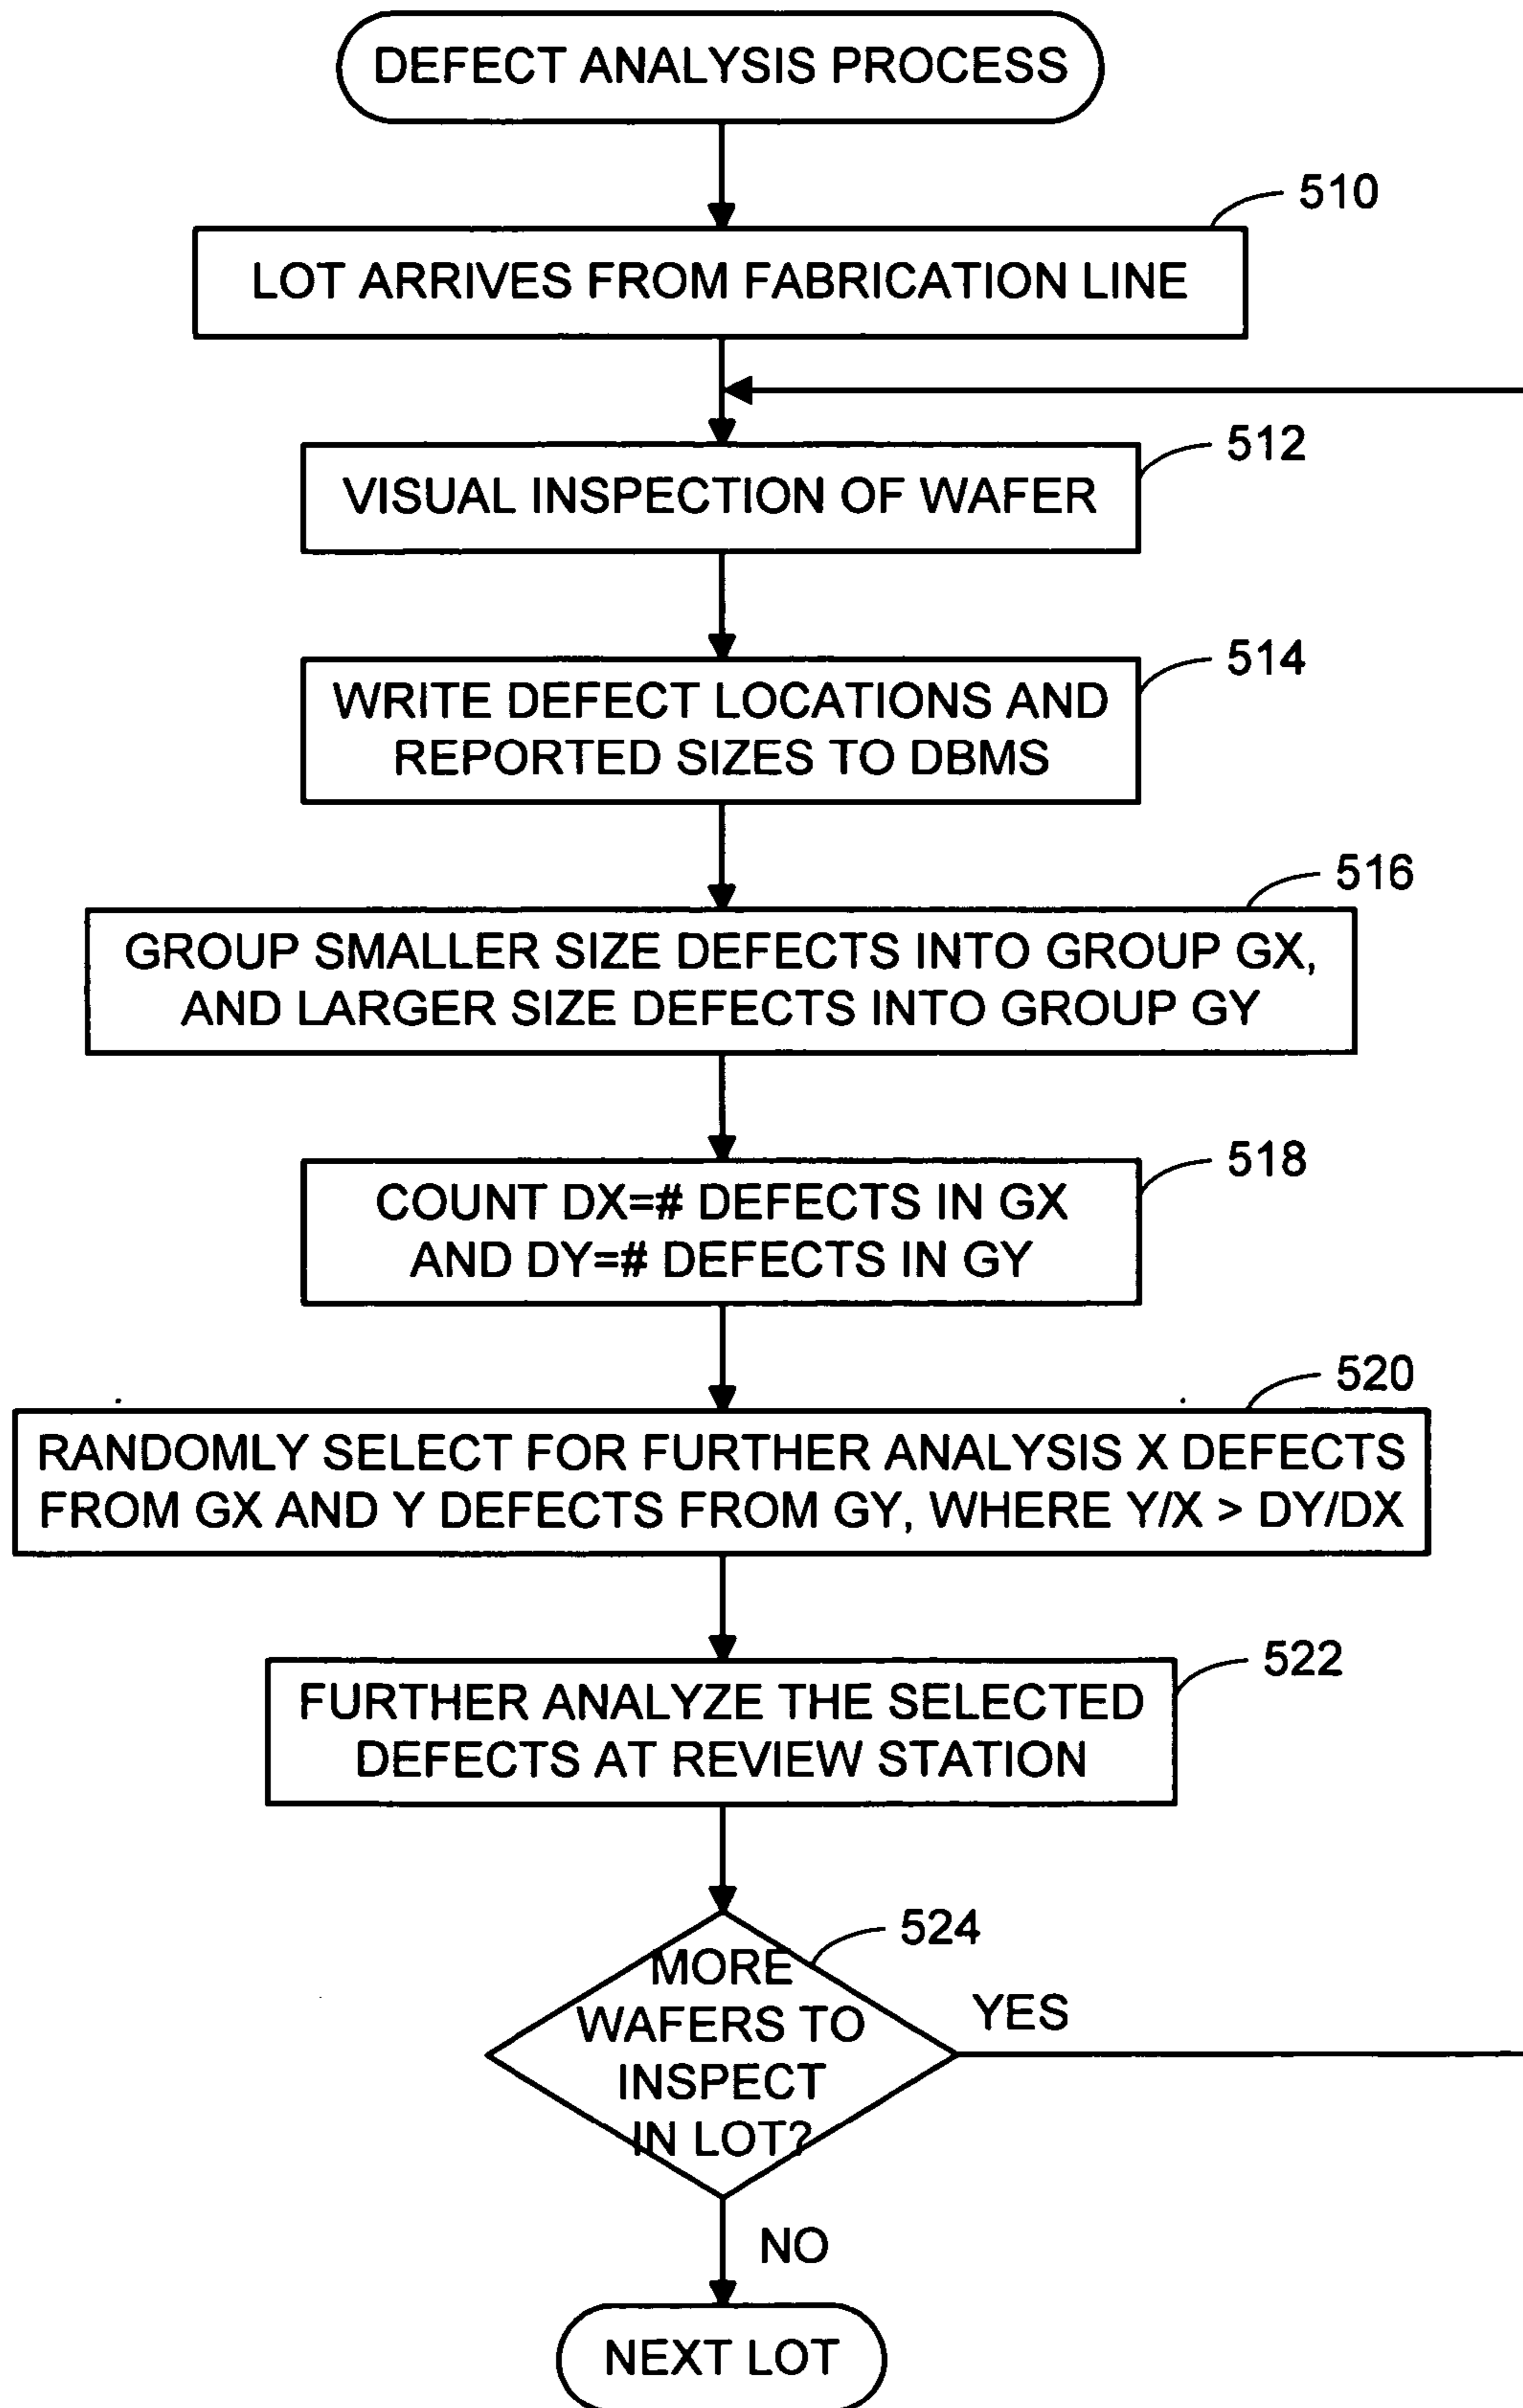 DEFECT ANALYSIS PROCESS
510
LOT ARRIVES FROM FABRICATION LINE
512
VISUAL INSPECTION OF WAFER
514
WRITE DEFECT LOCATIONS AND
REPORTED SIZES TO DBMS
516
GROUP SMALLER SIZE DEFECTS INTO GROUP GX,
AND LARGER SIZE DEFECTS INTO GROUP GY
518
COUNT DX=# DEFECTS IN GX
AND DY=# DEFECTS IN GY
520
RANDOMLY SELECT FOR FURTHER ANALYSIS X DEFECTS
FROM GX AND Y DEFECTS FROM GY, WHERE Y/X > DY/DX
522
FURTHER ANALYZE THE SELECTED
DEFECTS AT REVIEW STATION
524
MORE
WAFERS TO
INSPECT
IN LOT?
YES
NO
NEXT LOT